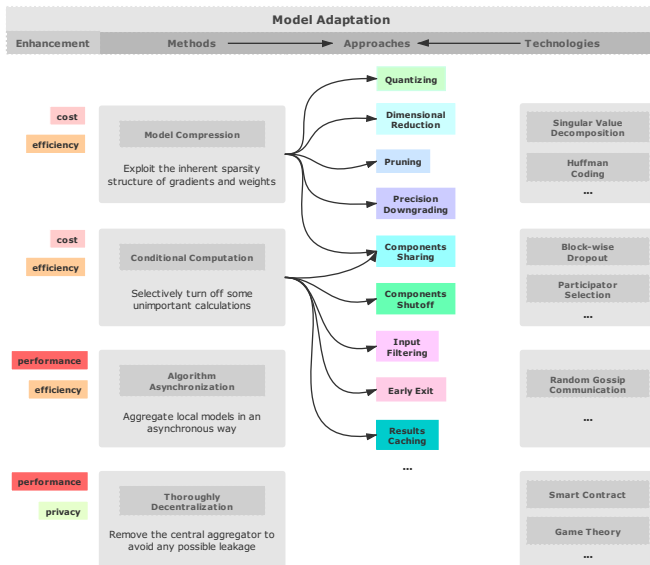 Model Adaptation
Enhancement
Methods
Approaches
Technologies
cost
efficiency
Model Compression
Exploit the inherent sparsity
structure of gradients and weights
Quantizing
Dimensional
Reduction
Pruning
Precision
Downgrading
Singular Value
Decomposition
Huffman
Coding
...
cost
efficiency
Conditional Computation
Selectively turn off some
unimportant calculations
Components
Sharing
Components
Shutoff
Block-wise
Dropout
Participator
Selection
...
performance
efficiency
Algorithm
Asynchronization
Aggregate local models in an
asynchronous way
Input
Filtering
Early Exit
Results
Caching
...
Random Gossip
Communication
...
performance
privacy
Thoroughly
Decentralization
Remove the central aggregator to
avoid any possible leakage
Smart Contract
Game Theory
...